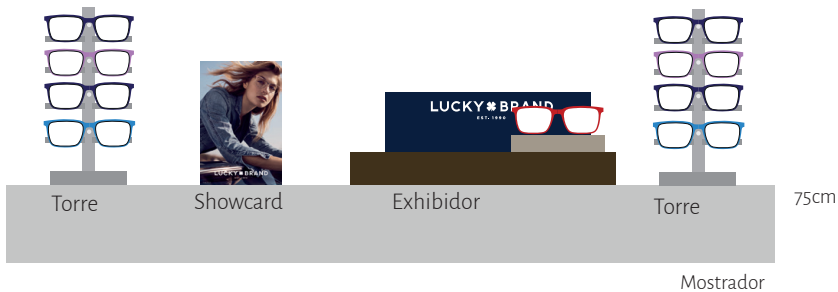 LUCKY BRAND
EST. 1990
LUCKY BRAND
Torre
Showcard
Exhibidor
Torre
75cm
Mostrador